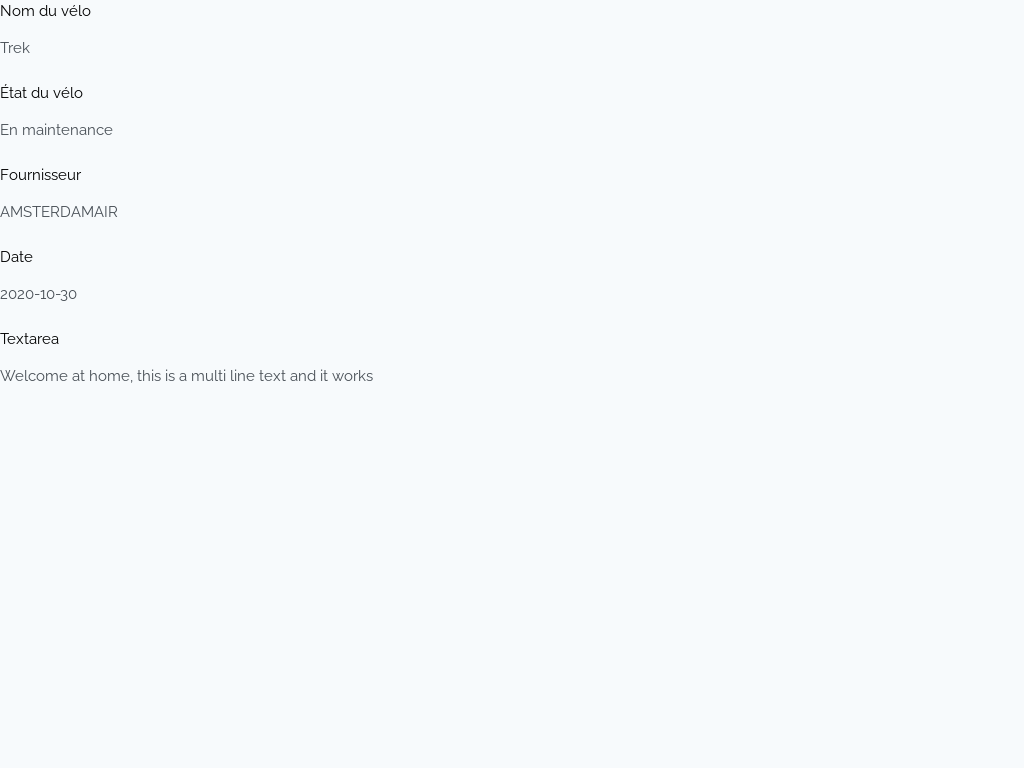 Nom du vélo
Trek
État du vélo
En maintenance
Fournisseur
AMSTERDAMAIR
Date
2020-10-30
Textarea
Welcome at home, this is a multi line text and it works